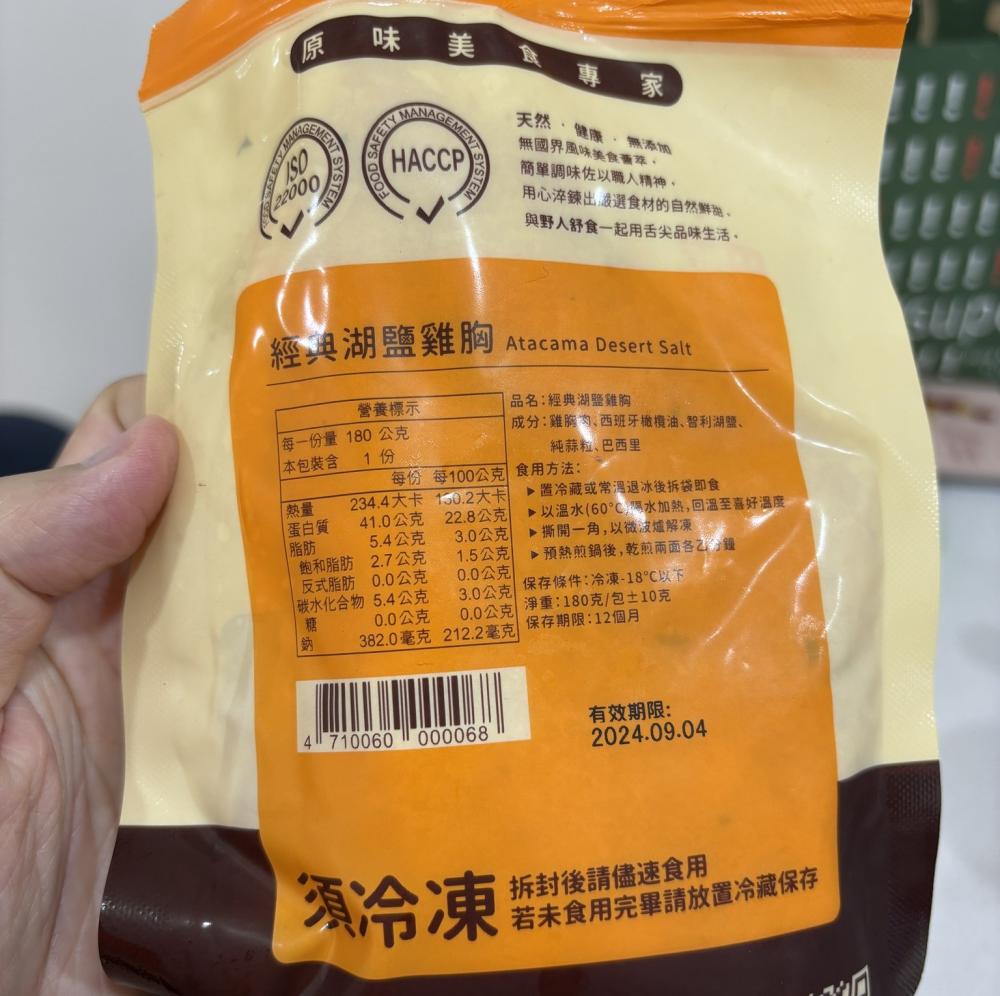 原味美食專家
FOOD SAFETY MANAGEMENT SYSTEM
ISO
22000
FOOD SAFETY MANAGEMENT SYSTEM
HACCP
天然．健康．無添加
無國界風味美食薈萃，
簡單調味佐以職人精神，
用心淬鍊出嚴選食材的自然鮮甜。
與野人舒食一起用舌尖品味生活。
經典湖鹽雞胸 Atacama Desert Salt
營養標示
每一份量 180 公克
本包裝含 1 份
每份 每100公克
熱量 234.4大卡 130.2大卡
蛋白質 41.0公克 22.8公克
脂肪 5.4公克 3.0公克
飽和脂肪 2.7公克 1.5公克
反式脂肪 0.0公克 0.0公克
碳水化合物 5.4公克 3.0公克
糖 0.0公克 0.0公克
鈉 382.0毫克 212.2毫克
品名：經典湖鹽雞胸
成分：雞胸肉、西班牙橄欖油、智利湖鹽、
純蒜粒、巴西里
食用方法：
▶置冷藏或常溫退冰後拆袋即食
▶以溫水(60°C)隔水加熱，回溫至喜好溫度
▶撕開一角，以微波爐解凍
▶預熱煎鍋後，乾煎兩面各乙分鐘
保存條件：冷凍-18°C以下
淨重：180克/包±10克
保存期限：12個月
4 710060 000068
有效期限：
2024.09.04
須冷凍
拆封後請儘速食用
若未食用完畢請放置冷藏保存